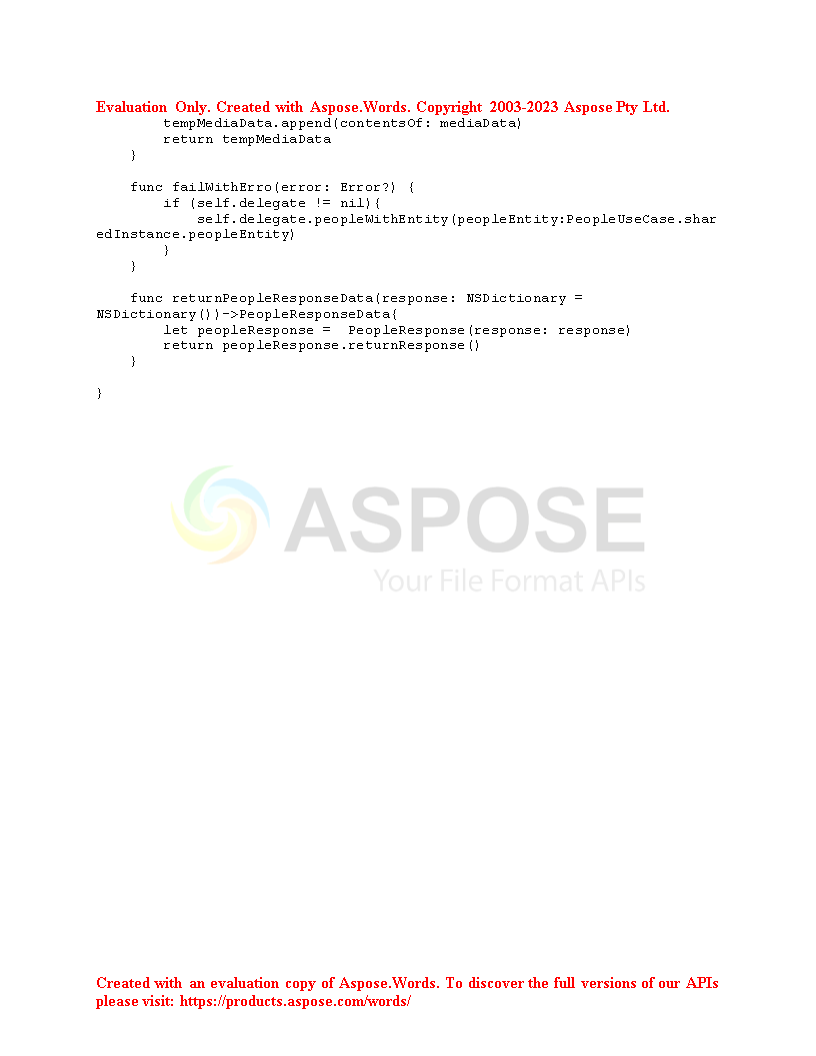 Evaluation Only. Created with Aspose.Words. Copyright 2003-2023 Aspose Pty Ltd.
        tempMediaData.append(contentsOf: mediaData)
        return tempMediaData
    }
    func failWithErro(error: Error?) {
        if (self.delegate != nil){
            self.delegate.peopleWithEntity(peopleEntity:PeopleUseCase.shar
edInstance.peopleEntity)
        }
    }
    func returnPeopleResponseData(response: NSDictionary =
NSDictionary())->PeopleResponseData{
        let peopleResponse =  PeopleResponse(response: response)
        return peopleResponse.returnResponse()
    }
}
ASPOSE
Your File Format APIs
Created with an evaluation copy of Aspose.Words. To discover the full versions of our APIs
please visit: https://products.aspose.com/words/